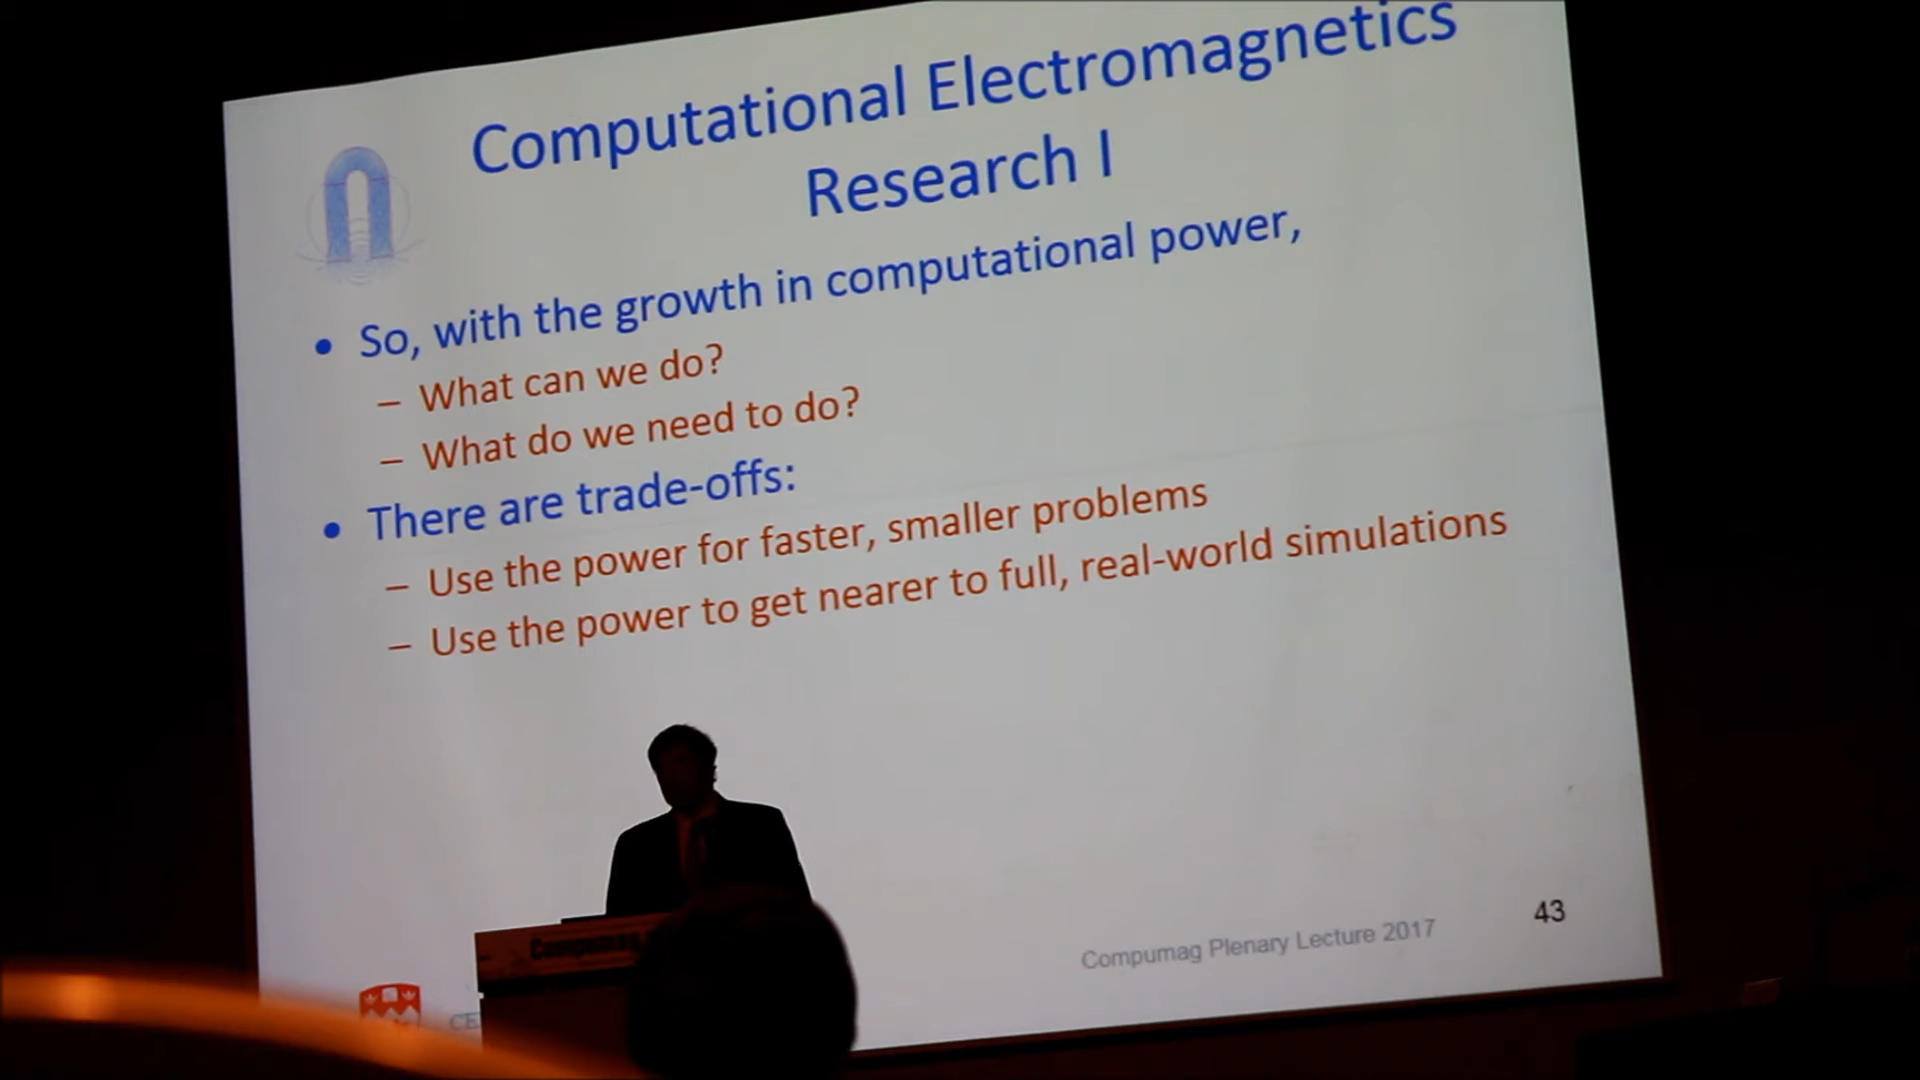 Computational Electromagnetics
Research I
• So, with the growth in computational power,
– What can we do?
– What do we need to do?
• There are trade-offs:
– Use the power for faster, smaller problems
– Use the power to get nearer to full, real-world simulations
Compumag Plenary Lecture 2017
43
Compumag
CE